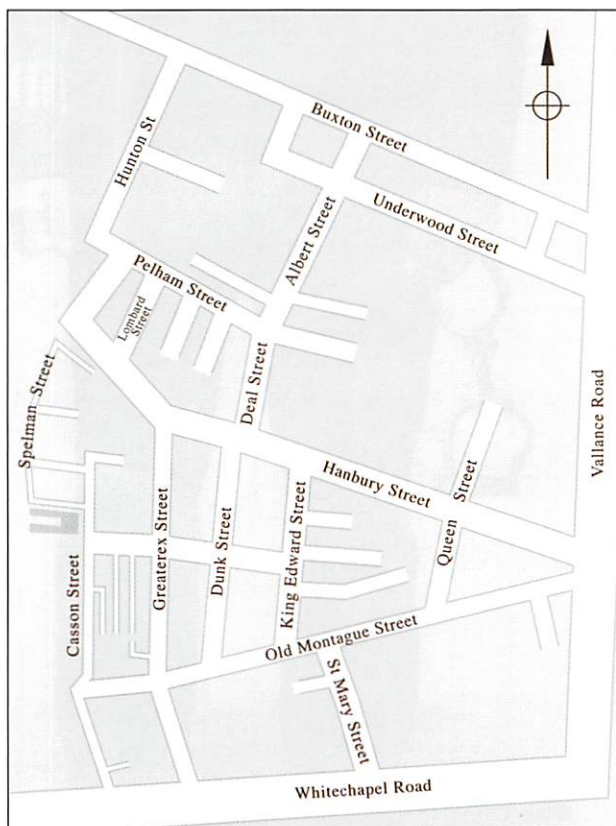 Buxton Street
Hunton St
Underwood Street
Albert Street
Pelham Street
Lombard
Street
Deal Street
Spelman Street
Vallance Road
Hanbury Street
Queen Street
Greaterex Street
Dunk Street
King Edward Street
Casson Street
Old Montague Street
St Mary Street
Whitechapel Road